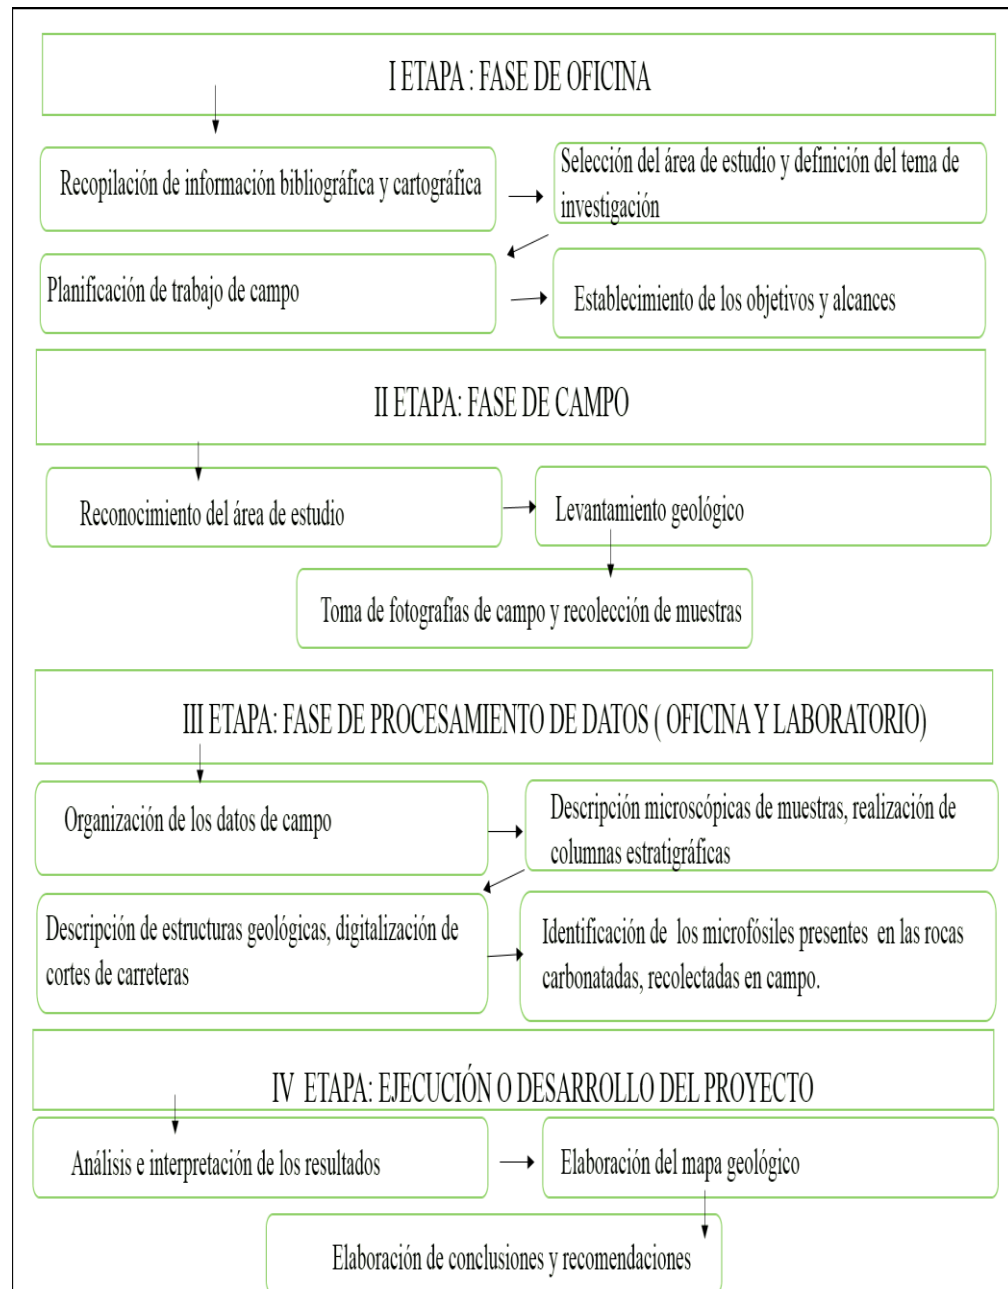 I ETAPA : FASE DE OFICINA
Recopilación de información bibliográfica y cartográfica
Selección del área de estudio y definición del tema de
investigación
Planificación de trabajo de campo
Establecimiento de los objetivos y alcances
II ETAPA: FASE DE CAMPO
Reconocimiento del área de estudio
Levantamiento geológico
Toma de fotografías de campo y recolección de muestras
III ETAPA: FASE DE PROCESAMIENTO DE DATOS ( OFICINA Y LABORATORIO)
Organización de los datos de campo
Descripción microscópicas de muestras, realización de
columnas estratigráficas
Descripción de estructuras geológicas, digitalización de
cortes de carreteras
Identificación de los microfósiles presentes en las rocas
carbonatadas, recolectadas en campo.
IV ETAPA: EJECUCIÓN O DESARROLLO DEL PROYECTO
Análisis e interpretación de los resultados
Elaboración del mapa geológico
Elaboración de conclusiones y recomendaciones